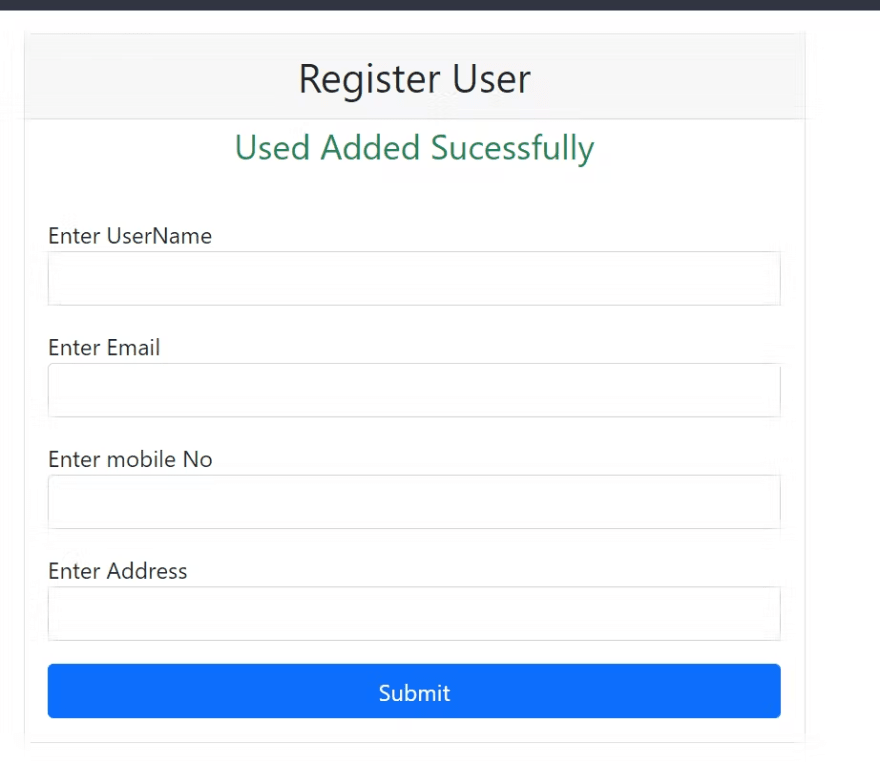 Register User
Used Added Sucessfully
Enter UserName
Enter Email
Enter mobile No
Enter Address
Submit